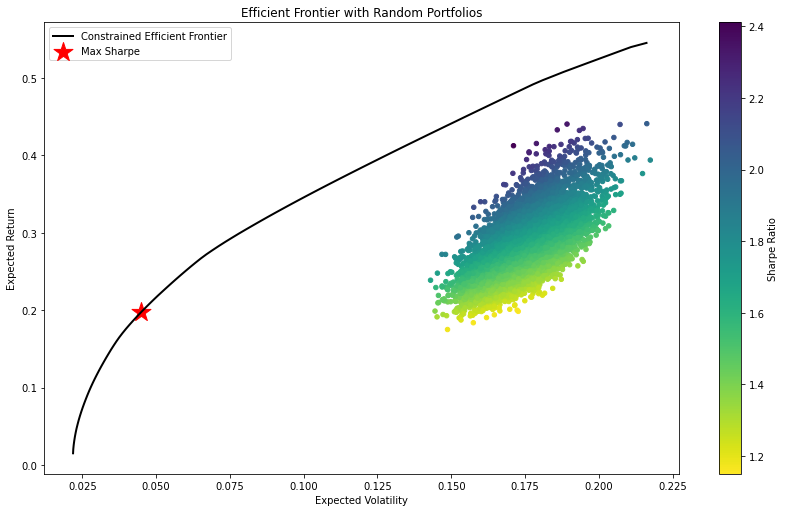 Efficient Frontier with Random Portfolios
Constrained Efficient Frontier
Max Sharpe
Expected Return
0.5
0.4
0.3
0.2
0.1
0.0
0.025 0.050 0.075 0.100 0.125 0.150 0.175 0.200 0.225
Expected Volatility
2.4
2.2
2.0
1.8
1.6
1.4
1.2
Sharpe Ratio